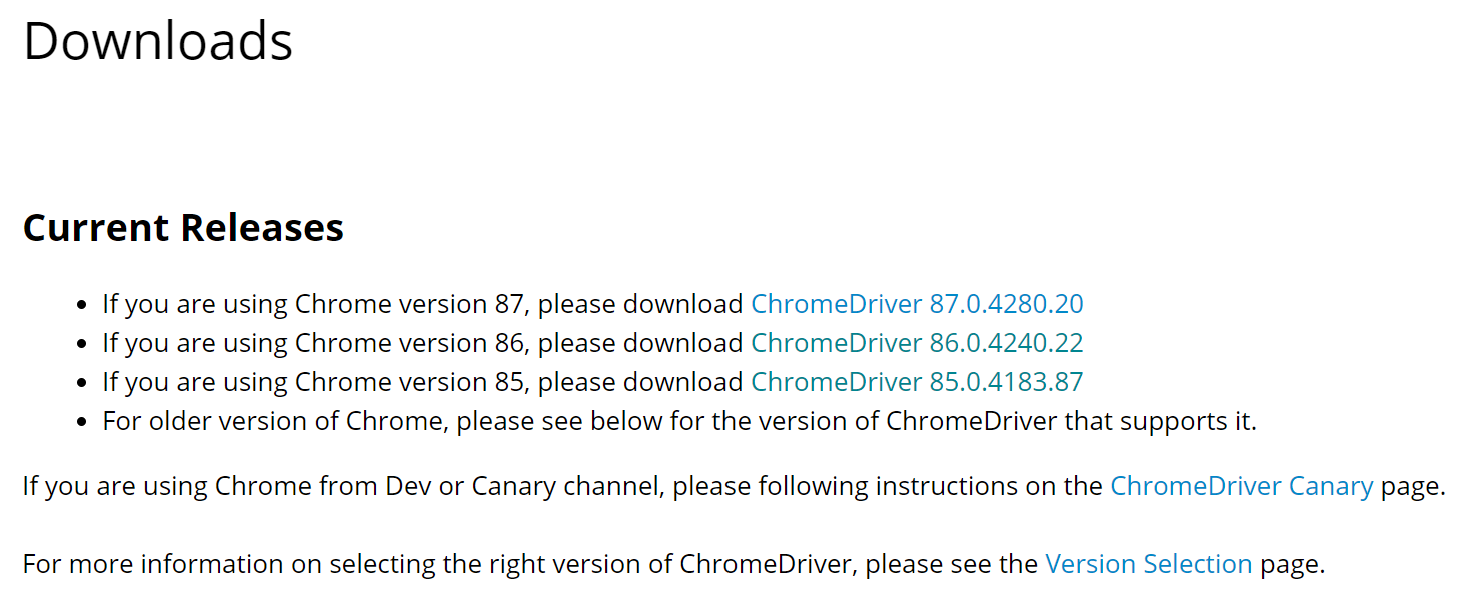 Downloads
Current Releases
• If you are using Chrome version 87, please download ChromeDriver 87.0.4280.20
• If you are using Chrome version 86, please download ChromeDriver 86.0.4240.22
• If you are using Chrome version 85, please download ChromeDriver 85.0.4183.87
• For older version of Chrome, please see below for the version of ChromeDriver that supports it.
If you are using Chrome from Dev or Canary channel, please following instructions on the ChromeDriver Canary page.
For more information on selecting the right version of ChromeDriver, please see the Version Selection page.